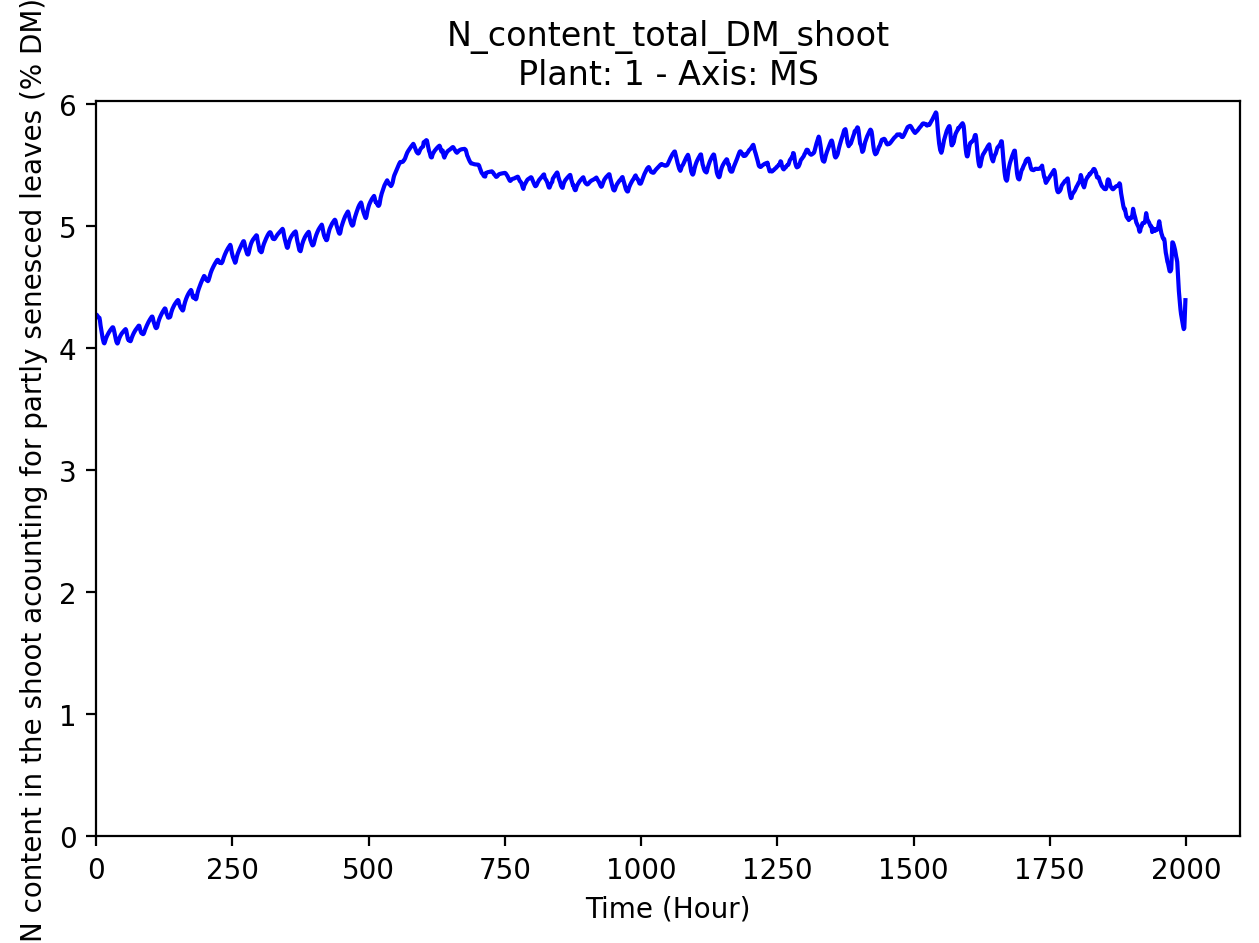 N_content_total_DM_shoot
Plant: 1 - Axis: MS
N content in the shoot acounting for partly senesced leaves (% DM)
6
5
4
3
2
1
0
0 250 500 750 1000 1250 1500 1750 2000
Time (Hour)